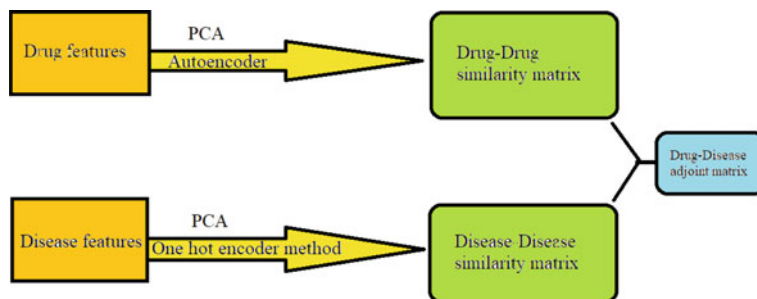 PCA
Drug features
Autoencoder
Drug-Drug
similarity matrix
Drug-Disease
adjoint matrix
PCA
Disease features
One hot encoder method
Disease-Disease
similarity matrix